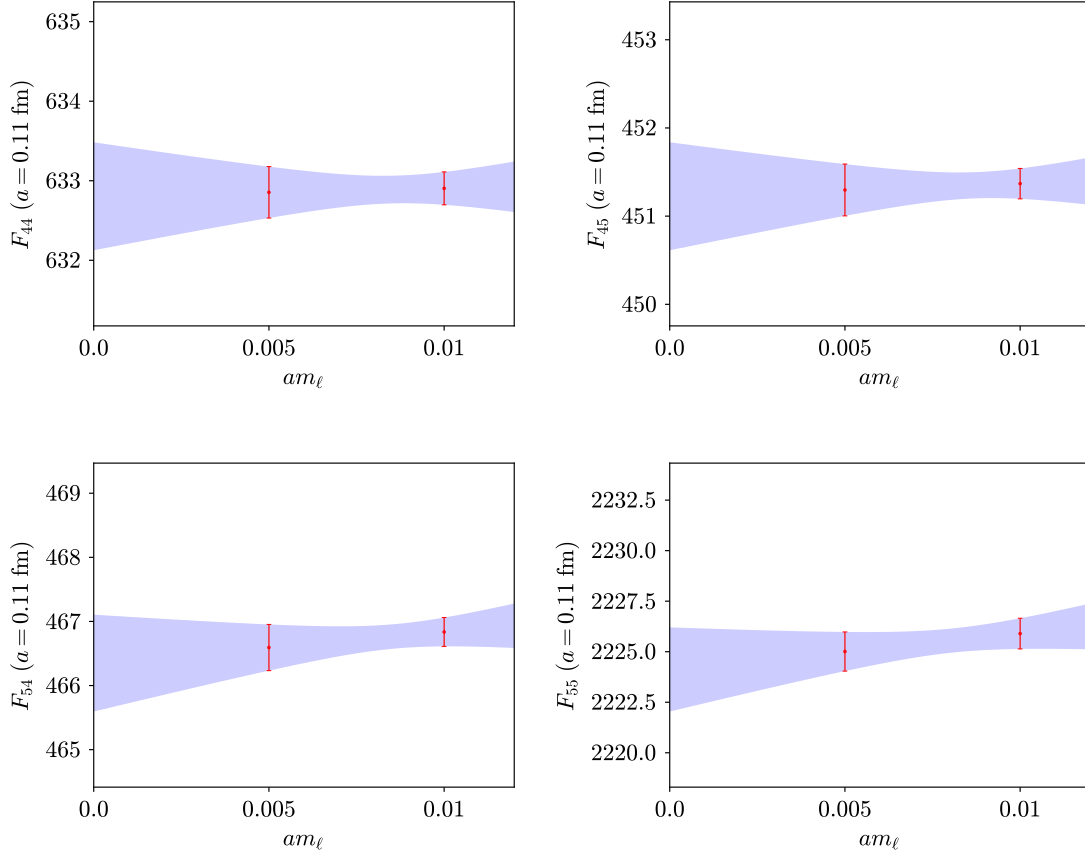 635
634
633
632
F₄₄ (a = 0.11 fm)
0.0 0.005 0.01
amₗ
453
452
451
450
F₄₅ (a = 0.11 fm)
0.0 0.005 0.01
amₗ
469
468
467
466
465
F₅₄ (a = 0.11 fm)
0.0 0.005 0.01
amₗ
2232.5
2230.0
2227.5
2225.0
2222.5
2220.0
F₅₅ (a = 0.11 fm)
0.0 0.005 0.01
amₗ